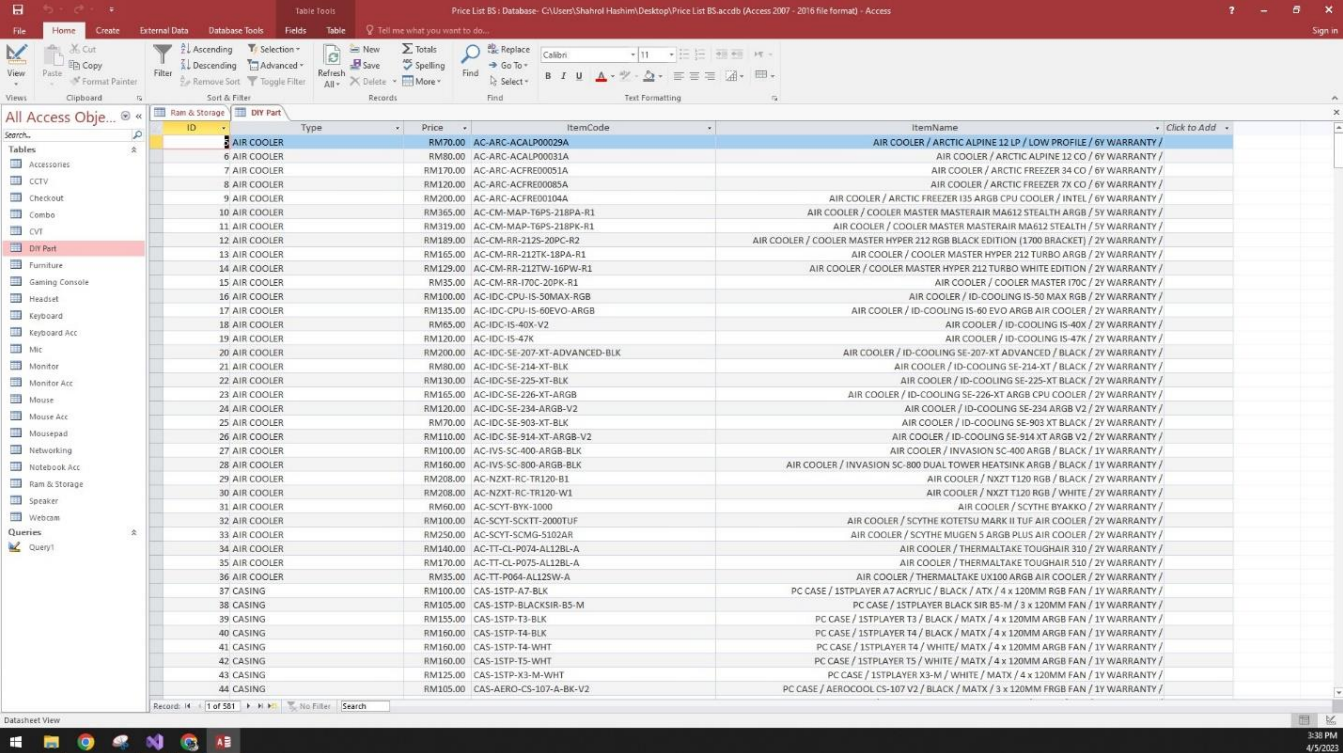 Table Tools
Price List BS : Database- C:\Users\Shahrol Hashim\Desktop\Price List BS.accdb (Access 2007 - 2016 file format) - Access
File Home Create External Data Database Tools Fields Table Tell me what you want to do... Sign in
View Paste Cut Copy Format Painter
Filter Ascending Descending Remove Sort Selection Advanced Toggle Filter
Refresh All New Save Delete Totals Spelling More
Find Replace Go To Select
Calibri 11
B I U A
Views Clipboard Sort & Filter Records Find Text Formatting
All Access Obje...
Search..
Tables
Accessories
CCTV
Checkout
Combo
CVT
DIY Part
Furniture
Gaming Console
Headset
Keyboard
Keyboard Acc
Mic
Monitor
Monitor Acc
Mouse
Mouse Acc
Mousepad
Networking
Notebook Acc
Ram & Storage
Speaker
Webcam
Queries
Query1
Ram & Storage DIY Part
ID Type Price ItemCode ItemName Click to Add
5 AIR COOLER RM70.00 AC-ARC-ACALP00029A AIR COOLER / ARCTIC ALPINE 12 LP / LOW PROFILE / 6Y WARRANTY /
6 AIR COOLER RM80.00 AC-ARC-ACALP00031A AIR COOLER / ARCTIC ALPINE 12 CO / 6Y WARRANTY /
7 AIR COOLER RM170.00 AC-ARC-ACFRE00051A AIR COOLER / ARCTIC FREEZER 34 CO / 6Y WARRANTY /
8 AIR COOLER RM120.00 AC-ARC-ACFRE00085A AIR COOLER / ARCTIC FREEZER 7X CO / 6Y WARRANTY /
9 AIR COOLER RM200.00 AC-ARC-ACFRE00104A AIR COOLER / ARCTIC FREEZER I35 ARGB CPU COOLER / INTEL / 6Y WARRANTY /
10 AIR COOLER RM365.00 AC-CM-MAP-T6PS-218PA-R1 AIR COOLER / COOLER MASTER MASTERAIR MA612 STEALTH ARGB / 5Y WARRANTY /
11 AIR COOLER RM319.00 AC-CM-MAP-T6PS-218PK-R1 AIR COOLER / COOLER MASTER MASTERAIR MA612 STEALTH / 5Y WARRANTY /
12 AIR COOLER RM189.00 AC-CM-RR-212S-20PC-R2 AIR COOLER / COOLER MASTER HYPER 212 RGB BLACK EDITION (1700 BRACKET) / 2Y WARRANTY /
13 AIR COOLER RM165.00 AC-CM-RR-212TK-18PA-R1 AIR COOLER / COOLER MASTER HYPER 212 TURBO ARGB / 2Y WARRANTY /
14 AIR COOLER RM129.00 AC-CM-RR-212TW-16PW-R1 AIR COOLER / COOLER MASTER HYPER 212 TURBO WHITE EDITION / 2Y WARRANTY /
15 AIR COOLER RM35.00 AC-CM-RR-I70C-20PK-R1 AIR COOLER / COOLER MASTER I70C / 2Y WARRANTY /
16 AIR COOLER RM100.00 AC-IDC-CPU-IS-50MAX-RGB AIR COOLER / ID-COOLING IS-50 MAX RGB / 2Y WARRANTY /
17 AIR COOLER RM135.00 AC-IDC-CPU-IS-60EVO-ARGB AIR COOLER / ID-COOLING IS-60 EVO ARGB AIR COOLER / 2Y WARRANTY /
18 AIR COOLER RM65.00 AC-IDC-IS-40X-V2 AIR COOLER / ID-COOLING IS-40X / 2Y WARRANTY /
19 AIR COOLER RM120.00 AC-IDC-IS-47K AIR COOLER / ID-COOLING IS-47K / 2Y WARRANTY /
20 AIR COOLER RM200.00 AC-IDC-SE-207-XT-ADVANCED-BLK AIR COOLER / ID-COOLING SE-207-XT ADVANCED / BLACK / 2Y WARRANTY /
21 AIR COOLER RM80.00 AC-IDC-SE-214-XT-BLK AIR COOLER / ID-COOLING SE-214-XT / BLACK / 2Y WARRANTY /
22 AIR COOLER RM130.00 AC-IDC-SE-225-XT-BLK AIR COOLER / ID-COOLING SE-225-XT BLACK / 2Y WARRANTY /
23 AIR COOLER RM165.00 AC-IDC-SE-226-XT-ARGB AIR COOLER / ID-COOLING SE-226-XT ARGB CPU COOLER / 2Y WARRANTY /
24 AIR COOLER RM120.00 AC-IDC-SE-234-ARGB-V2 AIR COOLER / ID-COOLING SE-234 ARGB V2 / 2Y WARRANTY /
25 AIR COOLER RM70.00 AC-IDC-SE-903-XT-BLK AIR COOLER / ID-COOLING SE-903 XT BLACK / 2Y WARRANTY /
26 AIR COOLER RM110.00 AC-IDC-SE-914-XT-ARGB-V2 AIR COOLER / ID-COOLING SE-914 XT ARGB V2 / 2Y WARRANTY /
27 AIR COOLER RM100.00 AC-IVS-SC-400-ARGB-BLK AIR COOLER / INVASION SC-400 ARGB / BLACK / 1Y WARRANTY /
28 AIR COOLER RM160.00 AC-IVS-SC-800-ARGB-BLK AIR COOLER / INVASION SC-800 DUAL TOWER HEATSINK ARGB / BLACK / 1Y WARRANTY /
29 AIR COOLER RM208.00 AC-NZXT-RC-TR120-B1 AIR COOLER / NXZT T120 RGB / BLACK / 2Y WARRANTY /
30 AIR COOLER RM208.00 AC-NZXT-RC-TR120-W1 AIR COOLER / NXZT T120 RGB / WHITE / 2Y WARRANTY /
31 AIR COOLER RM60.00 AC-SCYT-BYK-1000 AIR COOLER / SCYTHE BYAKKO / 2Y WARRANTY /
32 AIR COOLER RM100.00 AC-SCYT-SCKTT-2000TUF AIR COOLER / SCYTHE KOTETSU MARK II TUF AIR COOLER / 2Y WARRANTY /
33 AIR COOLER RM250.00 AC-SCYT-SCMG-5102AR AIR COOLER / SCYTHE MUGEN 5 ARGB PLUS AIR COOLER / 2Y WARRANTY /
34 AIR COOLER RM140.00 AC-TT-CL-P074-AL12BL-A AIR COOLER / THERMALTAKE TOUGHAIR 310 / 2Y WARRANTY /
35 AIR COOLER RM170.00 AC-TT-CL-P075-AL12BL-A AIR COOLER / THERMALTAKE TOUGHAIR 510 / 2Y WARRANTY /
36 AIR COOLER RM35.00 AC-TT-P064-AL12SW-A AIR COOLER / THERMALTAKE UX100 ARGB AIR COOLER / 2Y WARRANTY /
37 CASING RM100.00 CAS-1STP-A7-BLK PC CASE / 1STPLAYER A7 ACRYLIC / BLACK / ATX / 4 x 120MM RGB FAN / 1Y WARRANTY /
38 CASING RM105.00 CAS-1STP-BLACKSIR-B5-M PC CASE / 1STPLAYER BLACK SIR B5-M / 3 x 120MM FAN / 1Y WARRANTY /
39 CASING RM155.00 CAS-1STP-T3-BLK PC CASE / 1STPLAYER T3 / BLACK / MATX / 4 x 120MM ARGB FAN / 1Y WARRANTY /
40 CASING RM160.00 CAS-1STP-T4-BLK PC CASE / 1STPLAYER T4 / BLACK / MATX / 4 x 120MM ARGB FAN / 1Y WARRANTY /
41 CASING RM160.00 CAS-1STP-T4-WHT PC CASE / 1STPLAYER T4 / WHITE/ MATX / 4 x 120MM ARGB FAN / 1Y WARRANTY /
42 CASING RM160.00 CAS-1STP-T5-WHT PC CASE / 1STPLAYER T5 / WHITE/ MATX / 4 x 120MM ARGB FAN / 1Y WARRANTY /
43 CASING RM125.00 CAS-1STP-X3-M-WHT PC CASE / 1STPLAYER X3-M / WHITE / MATX / 4 x 120MM FAN / 1Y WARRANTY /
44 CASING RM105.00 CAS-AERO-CS-107-A-BK-V2 PC CASE / AEROCOOL CS-107 V2 / BLACK / MATX / 3 x 120MM FRGB FAN / 1Y WARRANTY /
Record: 1 of 581 No Filter Search
Datasheet View
3:38 PM
4/5/2023